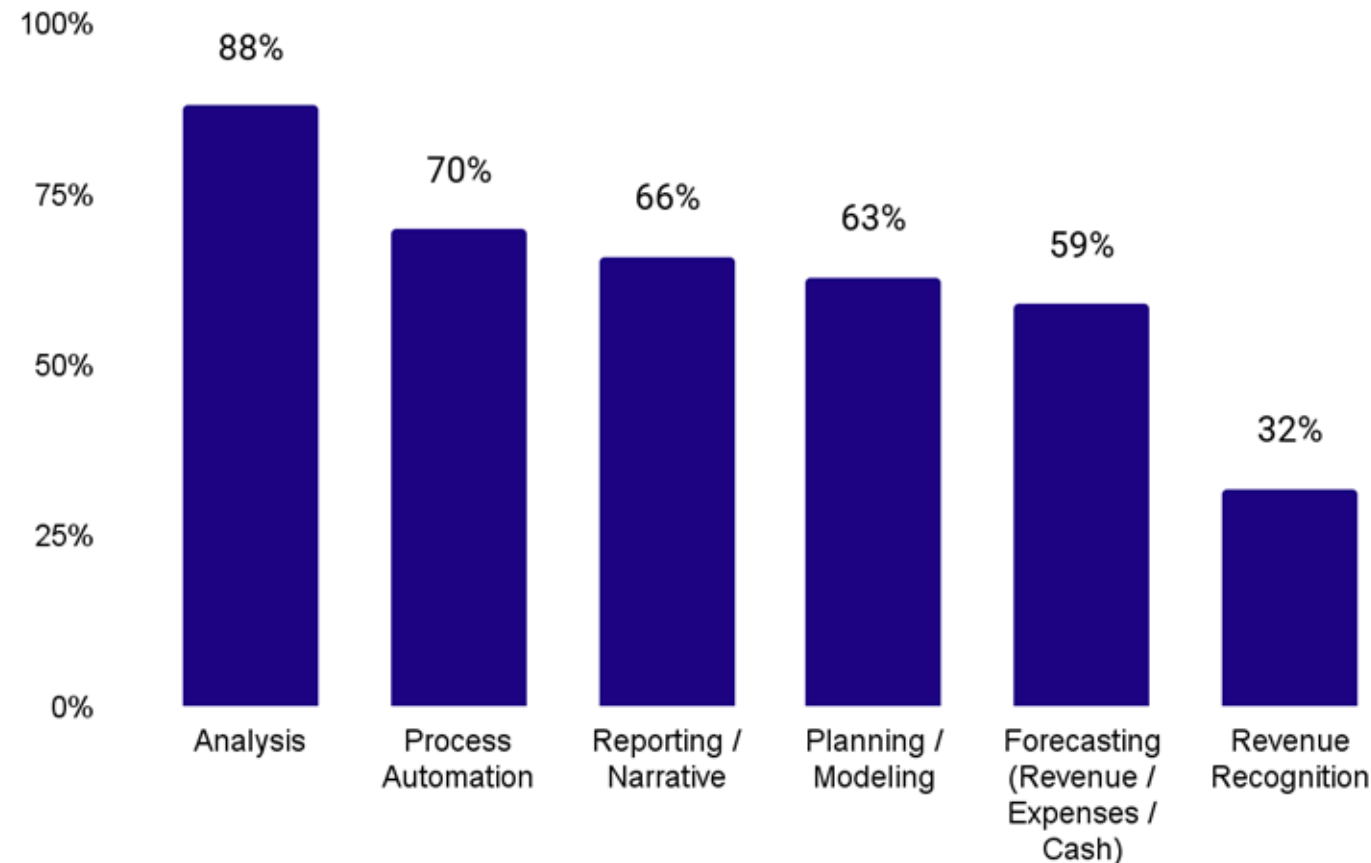 100%
88%
70%
75%
66%
63%
59%
50%
32%
25%
0%
Analysis
Process
Automation
Reporting /
Narrative
Planning /
Modeling
Forecasting
(Revenue /
Expenses /
Cash)
Revenue
Recognition